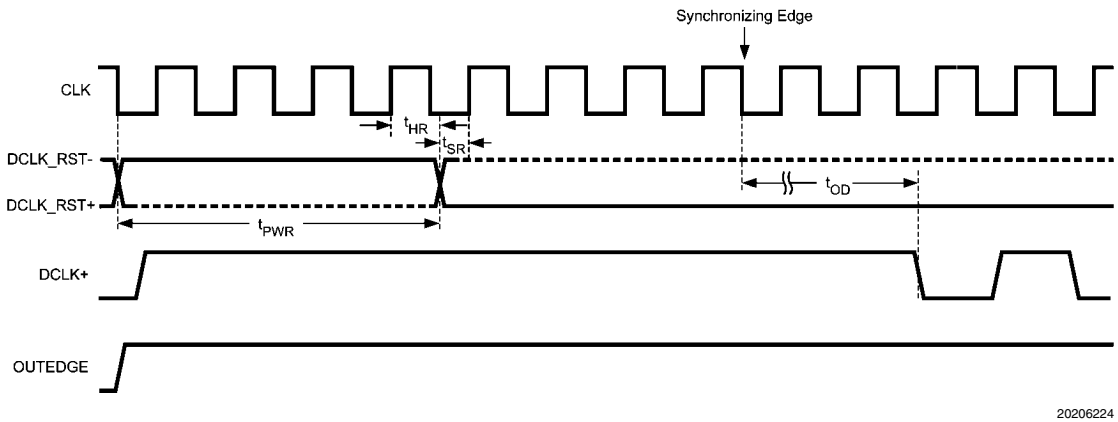 Synchronizing Edge
CLK
tHR
tSR
DCLK_RST-
DCLK_RST+
tOD
tPWR
DCLK+
OUTEDGE
20206224